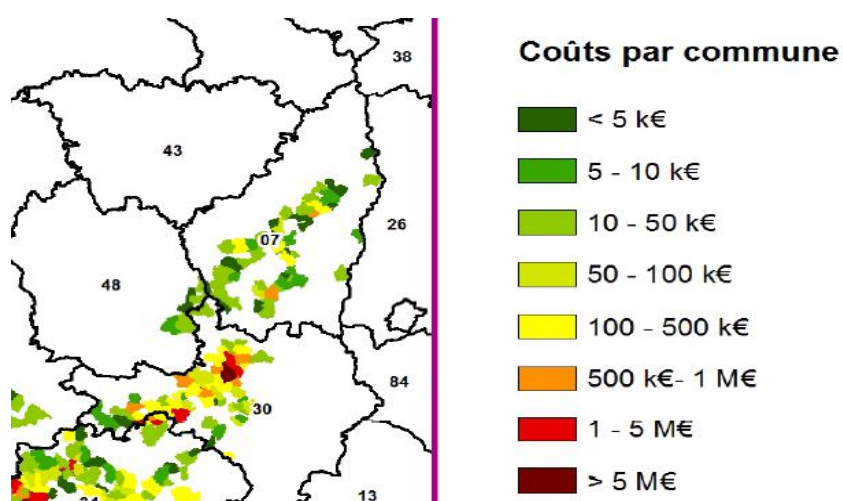 38
43
26
07
48
84
30
34
13
Coûts par commune
< 5 k€
5 - 10 k€
10 - 50 k€
50 - 100 k€
100 - 500 k€
500 k€- 1 M€
1 - 5 M€
> 5 M€